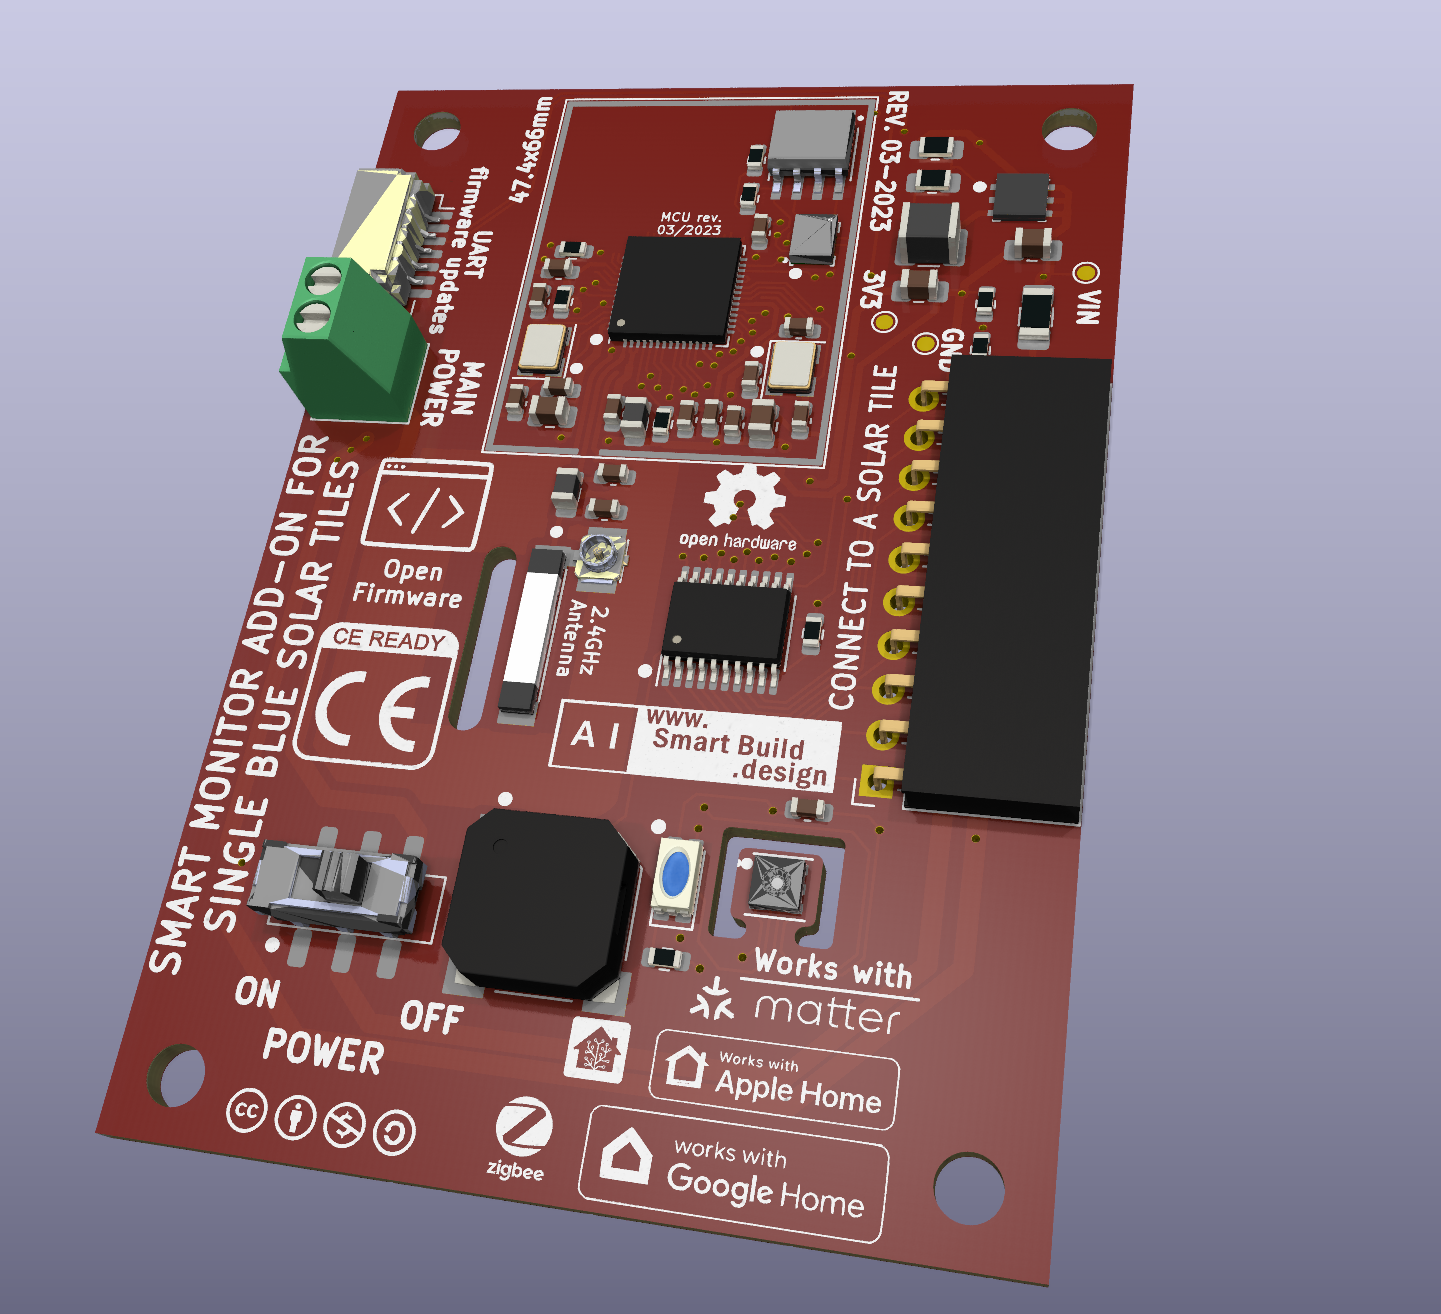 47.4x69mm
REV. 03-2023
firmware updates
UART
MCU rev.
03/2023
3V3
VIN
GND
MAIN
POWER
CONNECT TO A SOLAR TILE
SMART MONITOR ADD-ON FOR
SINGLE BLUE SOLAR TILES
</>
Open
Firmware
open hardware
2.4GHz
Antenna
CE READY
CE
AI
www.
Smart Build
.design
ON
OFF
POWER
Works with
matter
Works with
Apple Home
works with
Google Home
zigbee
cc